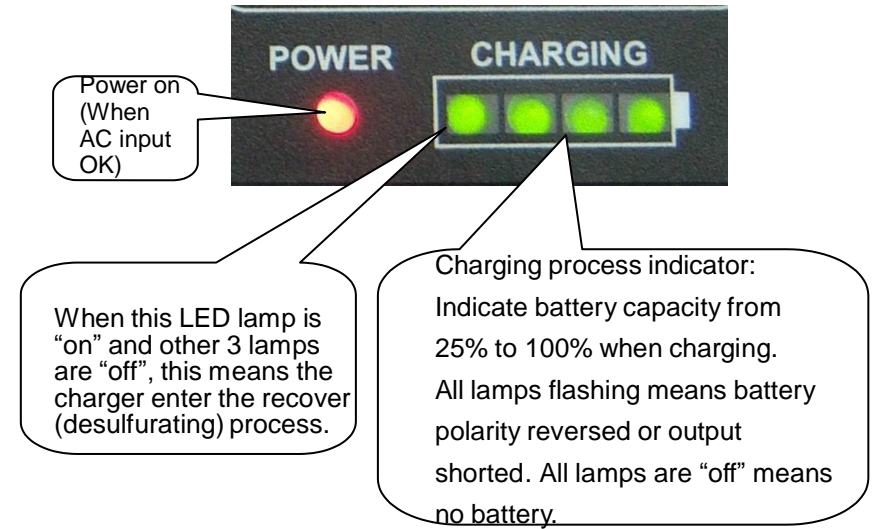 POWER CHARGING
Power on
(When
AC input
OK)
When this LED lamp is
“on” and other 3 lamps
are “off”, this means the
charger enter the recover
(desulfurating) process.
Charging process indicator:
Indicate battery capacity from
25% to 100% when charging.
All lamps flashing means battery
polarity reversed or output
shorted. All lamps are “off” means
no battery.